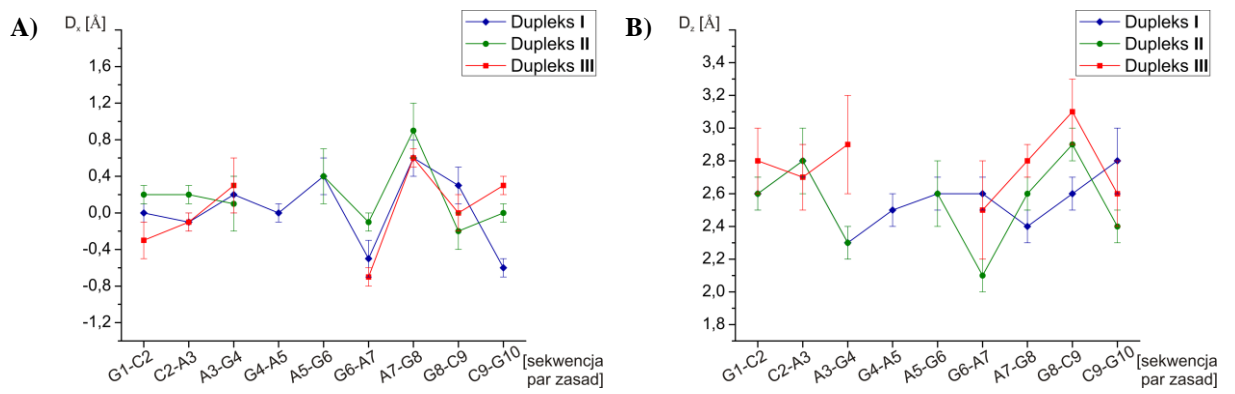 A)
Dₓ [Å]
Dupleks I
Dupleks II
Dupleks III
1,6
1,2
0,8
0,4
0,0
-0,4
-0,8
-1,2
G1-C2
C2-A3
A3-G4
G4-A5
A5-G6
G6-A7
A7-G8
G8-C9
C9-G10
[sekwencja
par zasad]
B)
D_z [Å]
Dupleks I
Dupleks II
Dupleks III
3,6
3,4
3,2
3,0
2,8
2,6
2,4
2,2
2,0
1,8
G1-C2
C2-A3
A3-G4
G4-A5
A5-G6
G6-A7
A7-G8
G8-C9
C9-G10
[sekwencja
par zasad]